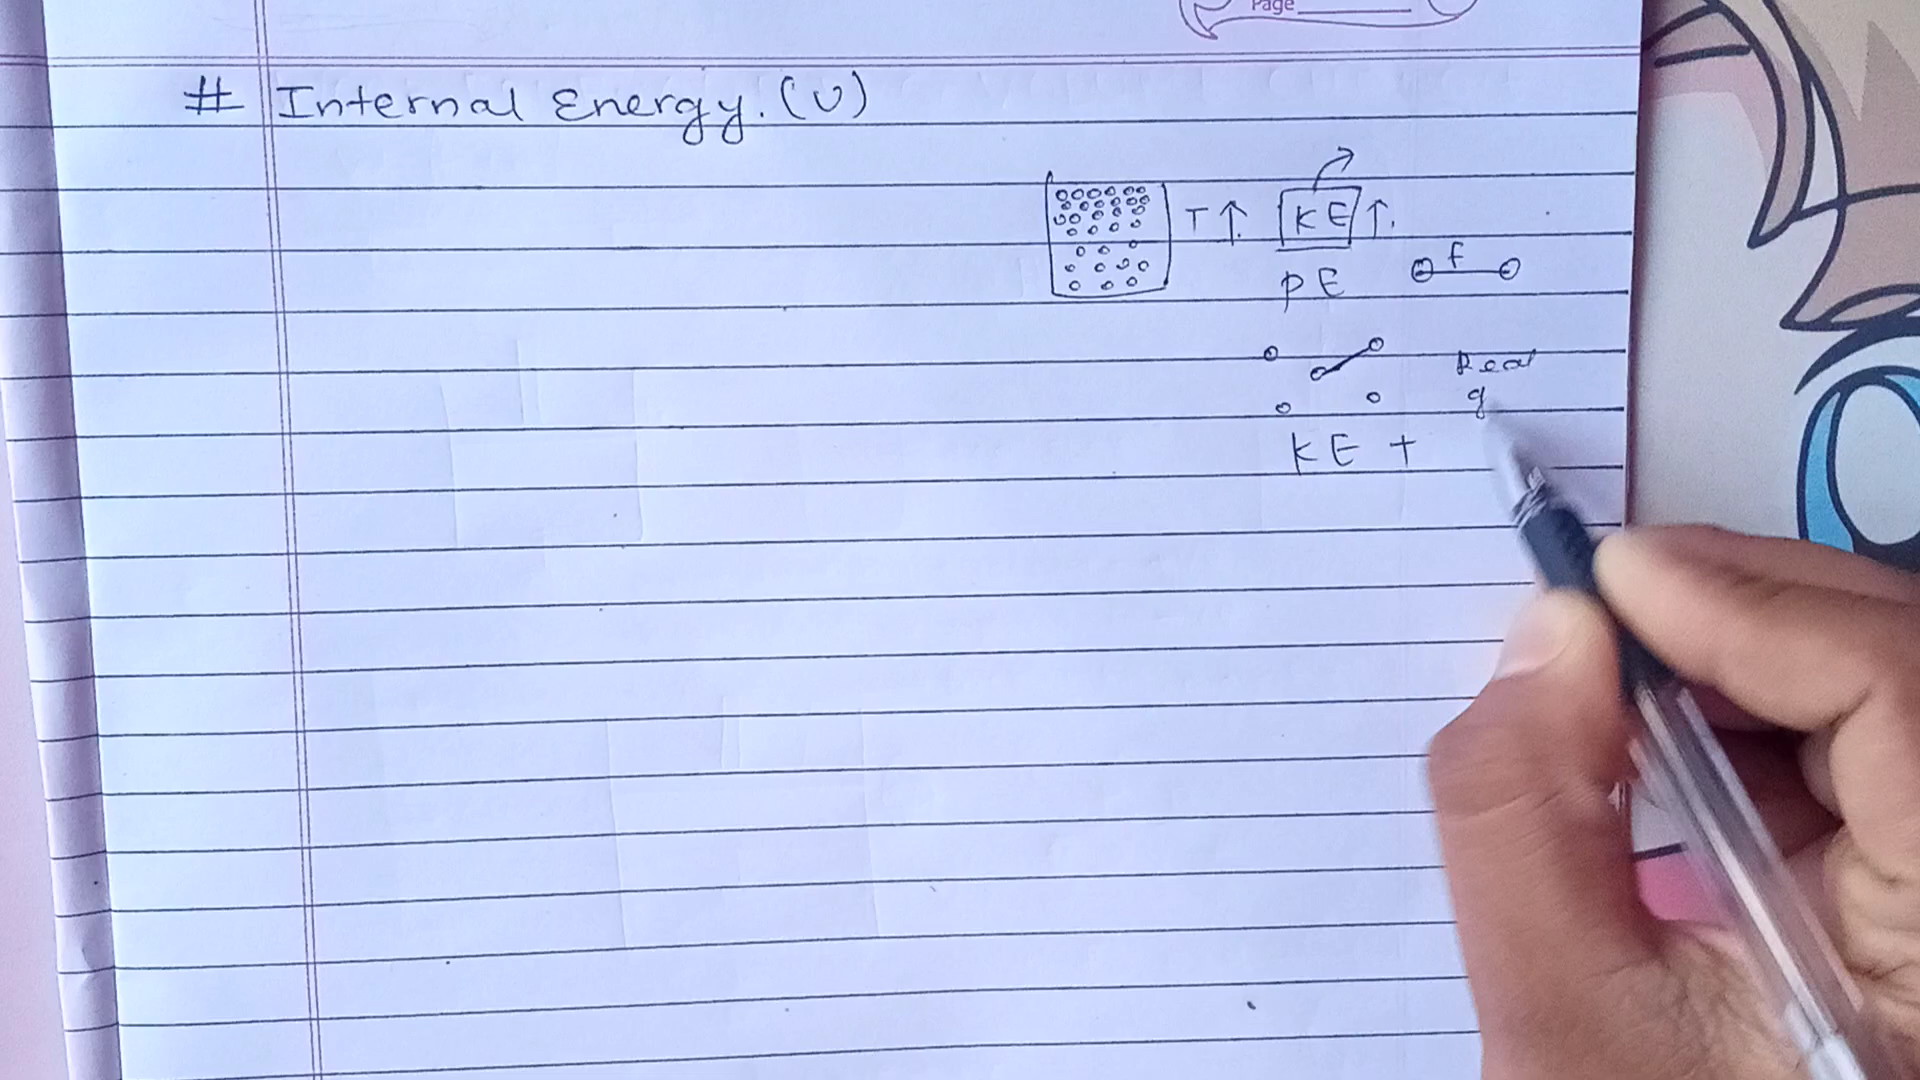 Page
# Internal Energy. (U)
T↑ KE ↑.
PE f
Real
g
KE +